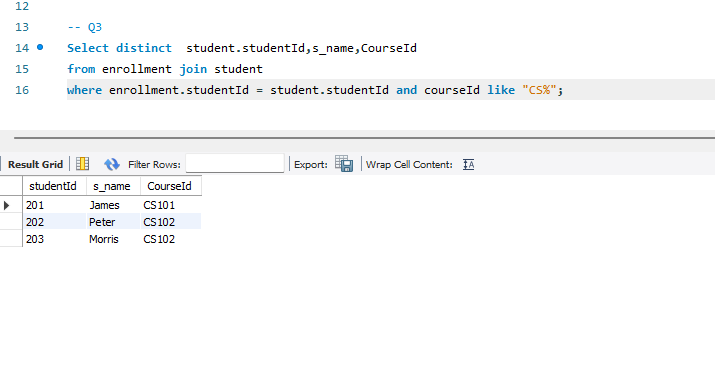 12
13 -- Q3
14 Select distinct  student.studentId,s_name,CourseId
15 from enrollment join student
16 where enrollment.studentId = student.studentId and courseId like "CS%";
Result Grid Filter Rows: Export: Wrap Cell Content: IA
studentId s_name CourseId
201 James CS101
202 Peter CS102
203 Morris CS102